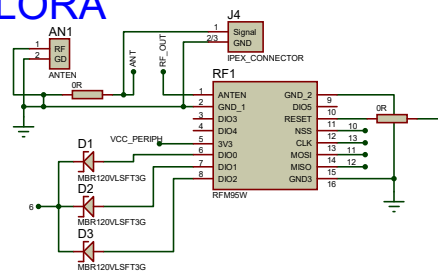 LORA
AN1
1 RF
2 GD
ANTEN
0R
ANT
RF_OUT
J4
1 Signal
2/3 GND
IPEX_CONNECTOR
RF1
1 ANTEN
2 GND_1
3 DIO3
4 DIO4
5 3V3
6 DIO0
7 DIO1
8 DIO2
GND_2 9
DIO5 10
RESET 11
NSS 12
CLK 13
MOSI 14
MISO 15
GND3 16
RFM95W
VCC_PERIPH
0R
10
13
11
12
D1
MBR120VLSFT3G
D2
MBR120VLSFT3G
D3
MBR120VLSFT3G
6